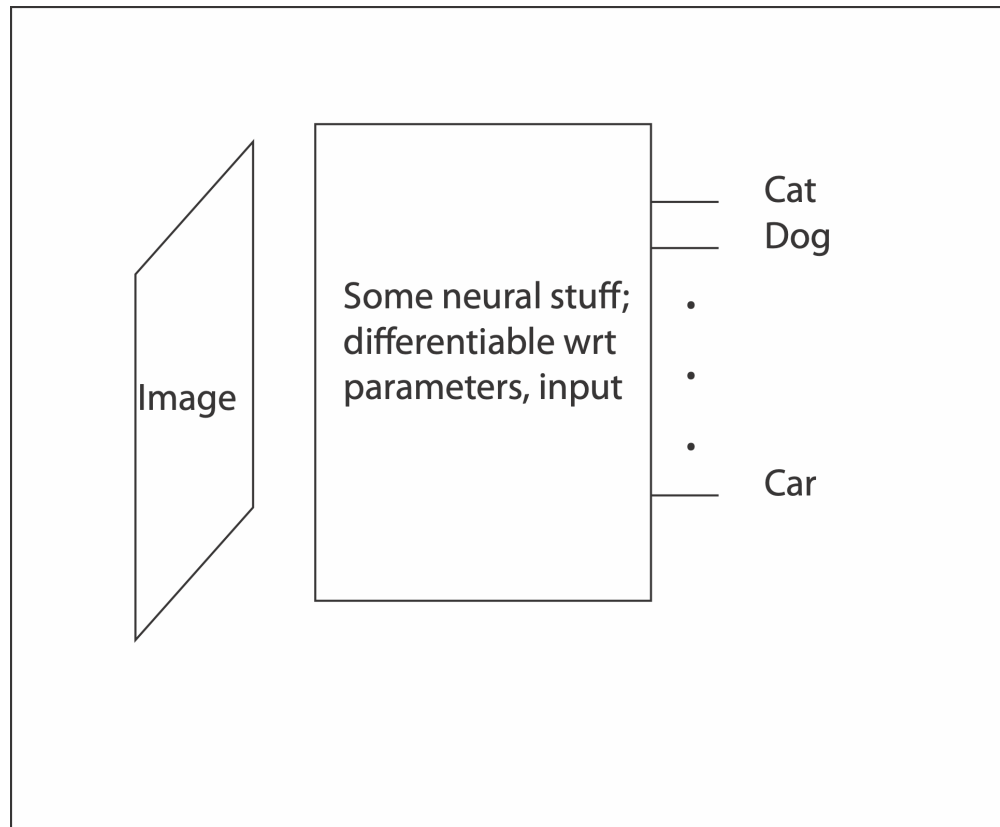 Cat
Dog
Some neural stuff;
differentiable wrt
parameters, input
Image
Car